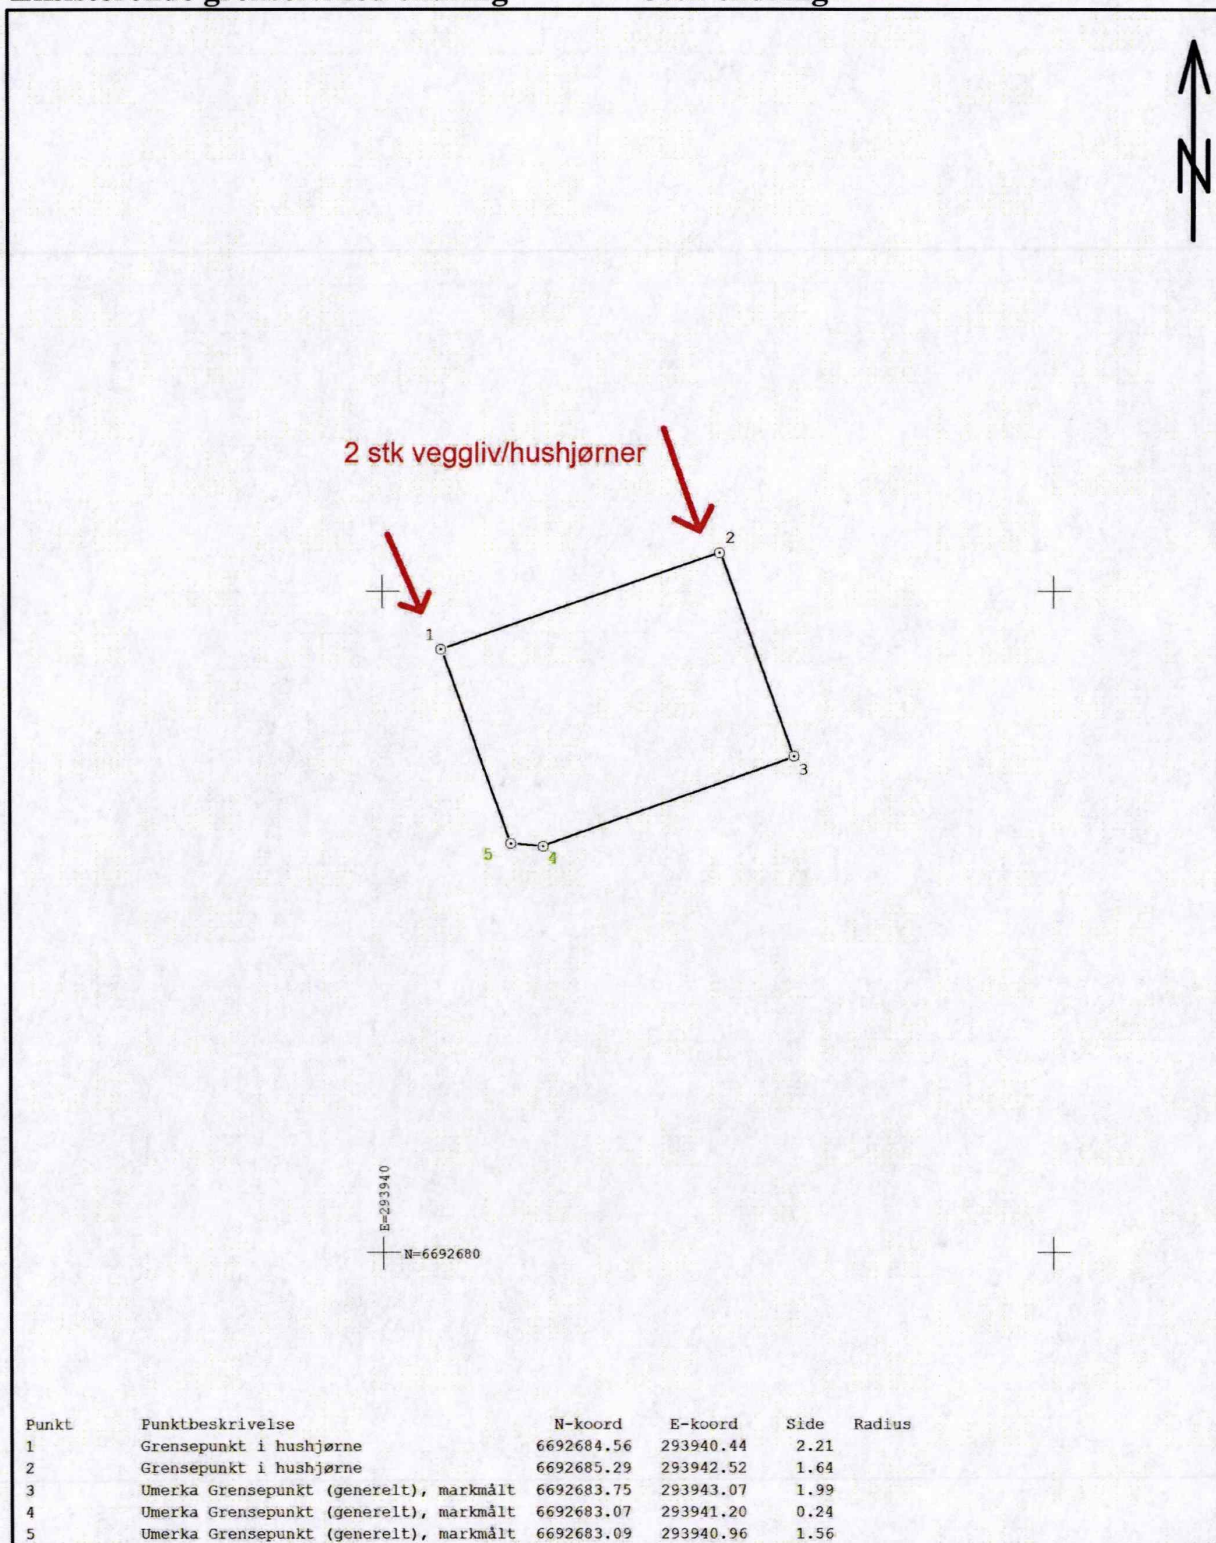 N
2 stk veggliv/hushjørner
2
1
3
5
4
E=293940
N=6692680
Punkt Punktbeskrivelse N-koord E-koord Side Radius
1 Grensepunkt i hushjørne 6692684.56 293940.44 2.21
2 Grensepunkt i hushjørne 6692685.29 293942.52 1.64
3 Umerka Grensepunkt (generelt), markmålt 6692683.75 293943.07 1.99
4 Umerka Grensepunkt (generelt), markmålt 6692683.07 293941.20 0.24
5 Umerka Grensepunkt (generelt), markmålt 6692683.09 293940.96 1.56